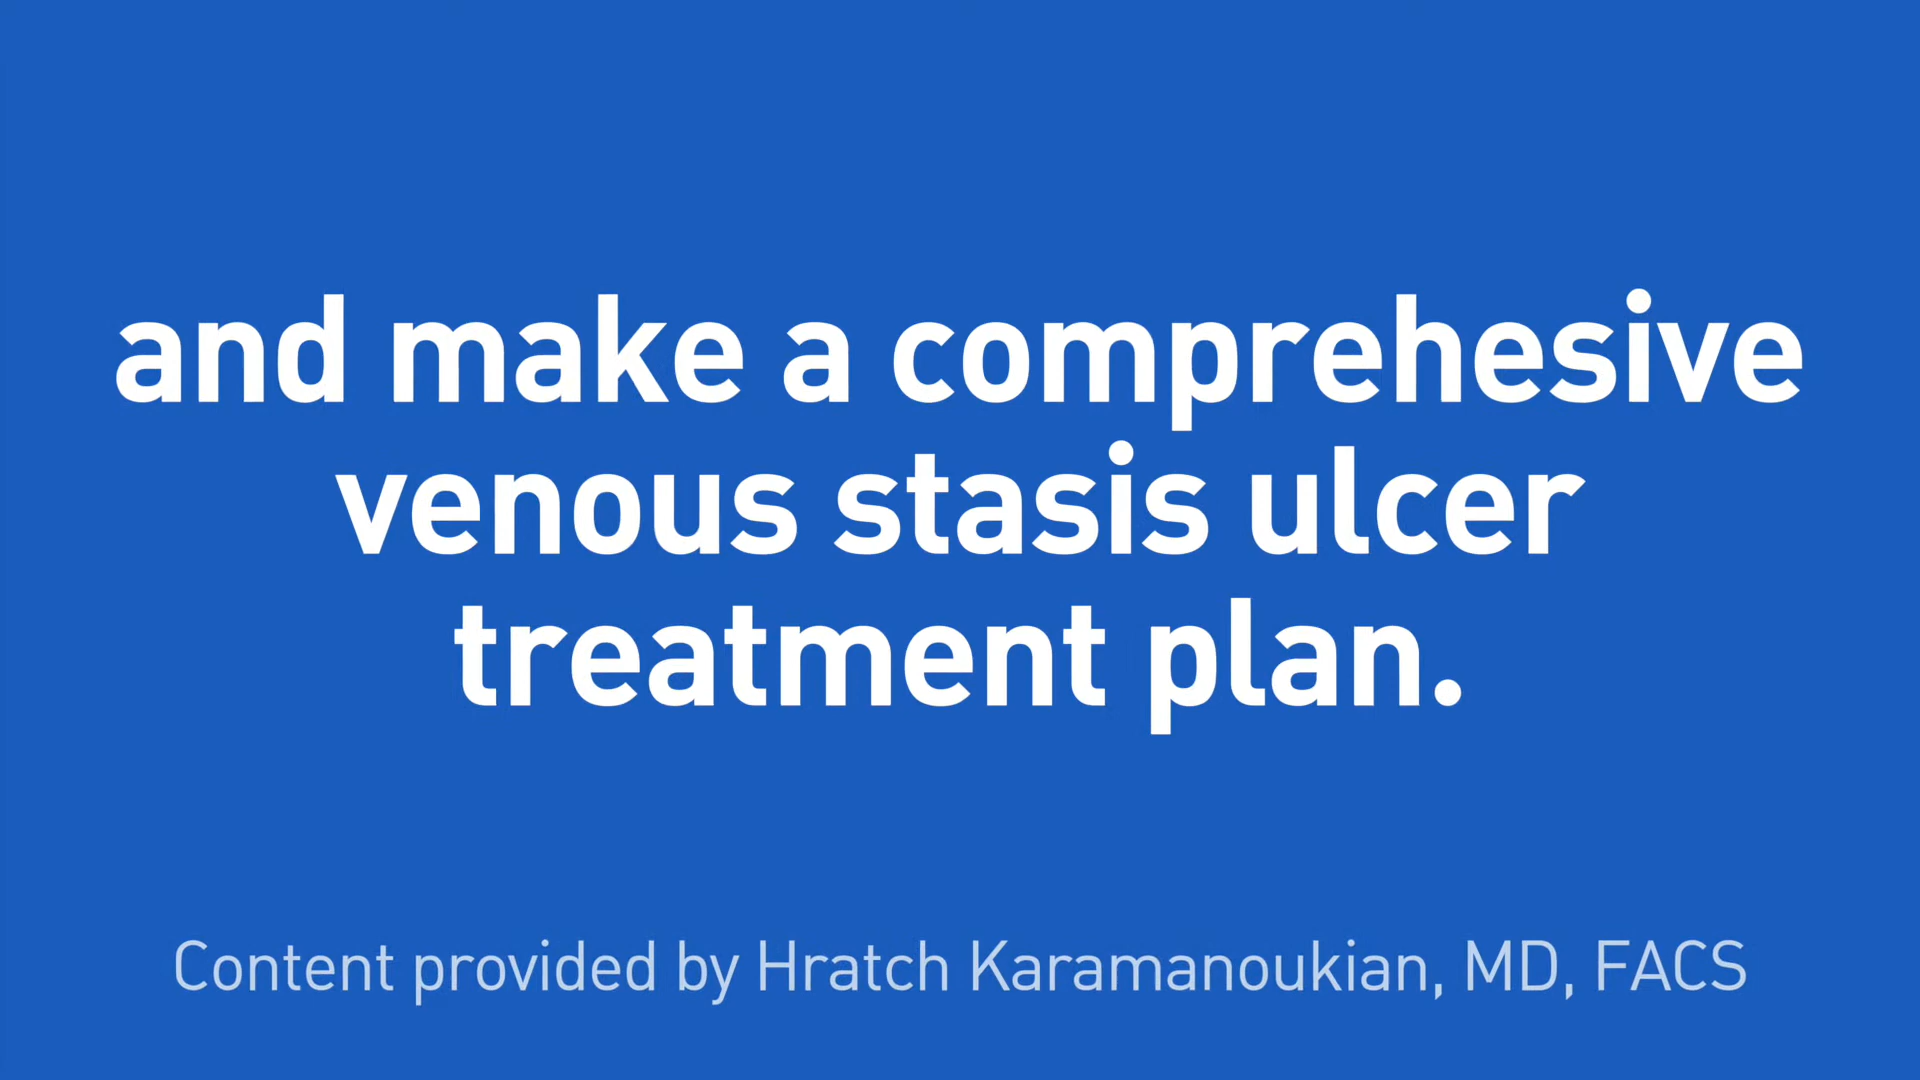 and make a comprehesive
venous stasis ulcer
treatment plan.
Content provided by Hratch Karamanoukian, MD, FACS